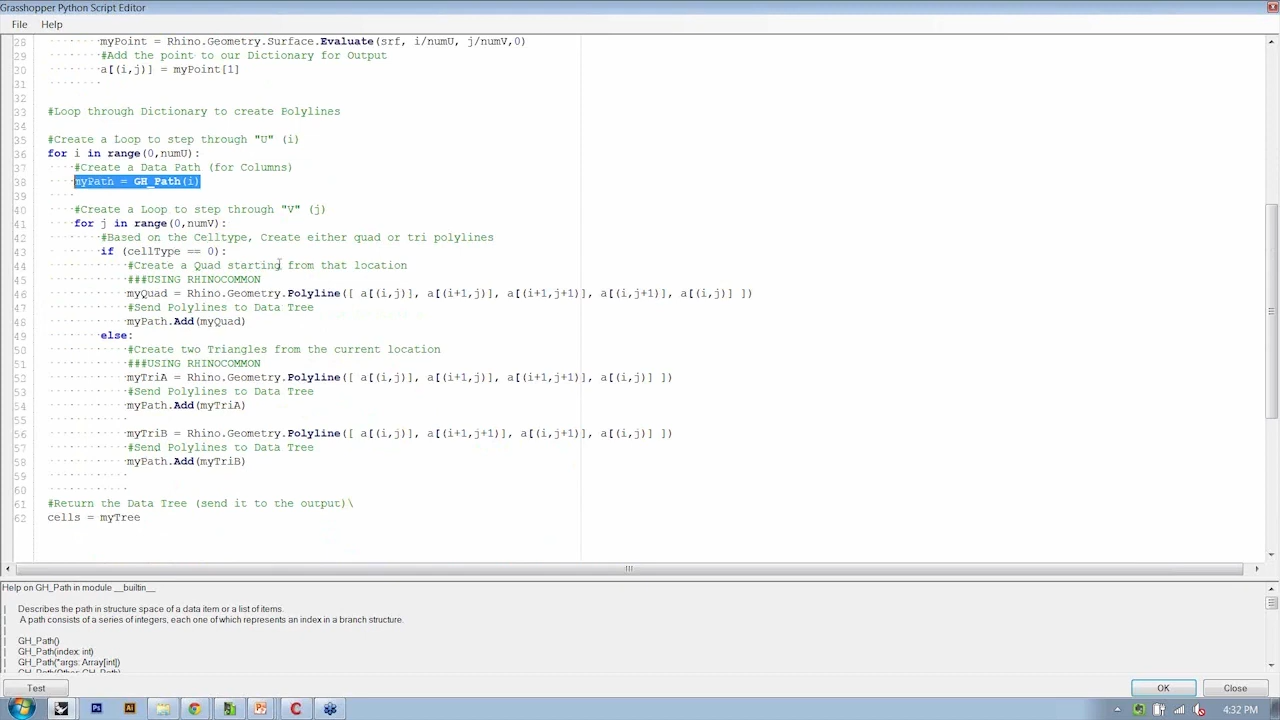 Grasshopper Python Script Editor
File Help
28 myPoint = Rhino.Geometry.Surface.Evaluate(srf, i/numU, j/numV,0)
29 #Add the point to our Dictionary for Output
30 a[(i,j)] = myPoint[1]
31
32
33 #Loop through Dictionary to create Polylines
34
35 #Create a Loop to step through "U" (i)
36 for i in range(0,numU):
37 #Create a Data Path (for Columns)
38 myPath = GH_Path(i)
39
40 #Create a Loop to step through "V" (j)
41 for j in range(0,numV):
42 #Based on the Celltype, Create either quad or tri polylines
43 if (cellType == 0):
44 #Create a Quad starting from that location
45 ###USING RHINOCOMMON
46 myQuad = Rhino.Geometry.Polyline([ a[(i,j)], a[(i+1,j)], a[(i+1,j+1)], a[(i,j+1)], a[(i,j)] ])
47 #Send Polylines to Data Tree
48 myPath.Add(myQuad)
49 else:
50 #Create two Triangles from the current location
51 ###USING RHINOCOMMON
52 myTriA = Rhino.Geometry.Polyline([ a[(i,j)], a[(i+1,j)], a[(i+1,j+1)], a[(i,j)] ])
53 #Send Polylines to Data Tree
54 myPath.Add(myTriA)
55
56 myTriB = Rhino.Geometry.Polyline([ a[(i,j)], a[(i+1,j+1)], a[(i,j+1)], a[(i,j)] ])
57 #Send Polylines to Data Tree
58 myPath.Add(myTriB)
59
60
61 #Return the Data Tree (send it to the output)\
62 cells = myTree
Help on GH_Path in module __builtin__
| Describes the path in structure space of a data item or a list of items.
| A path consists of a series of integers, each one of which represents an index in a branch structure.
|
| GH_Path()
| GH_Path(index: int)
| GH_Path(*args: Array[int])
| GH_Path(Other: GH_Path)
Test OK Close
Ps Ai C 4:32 PM